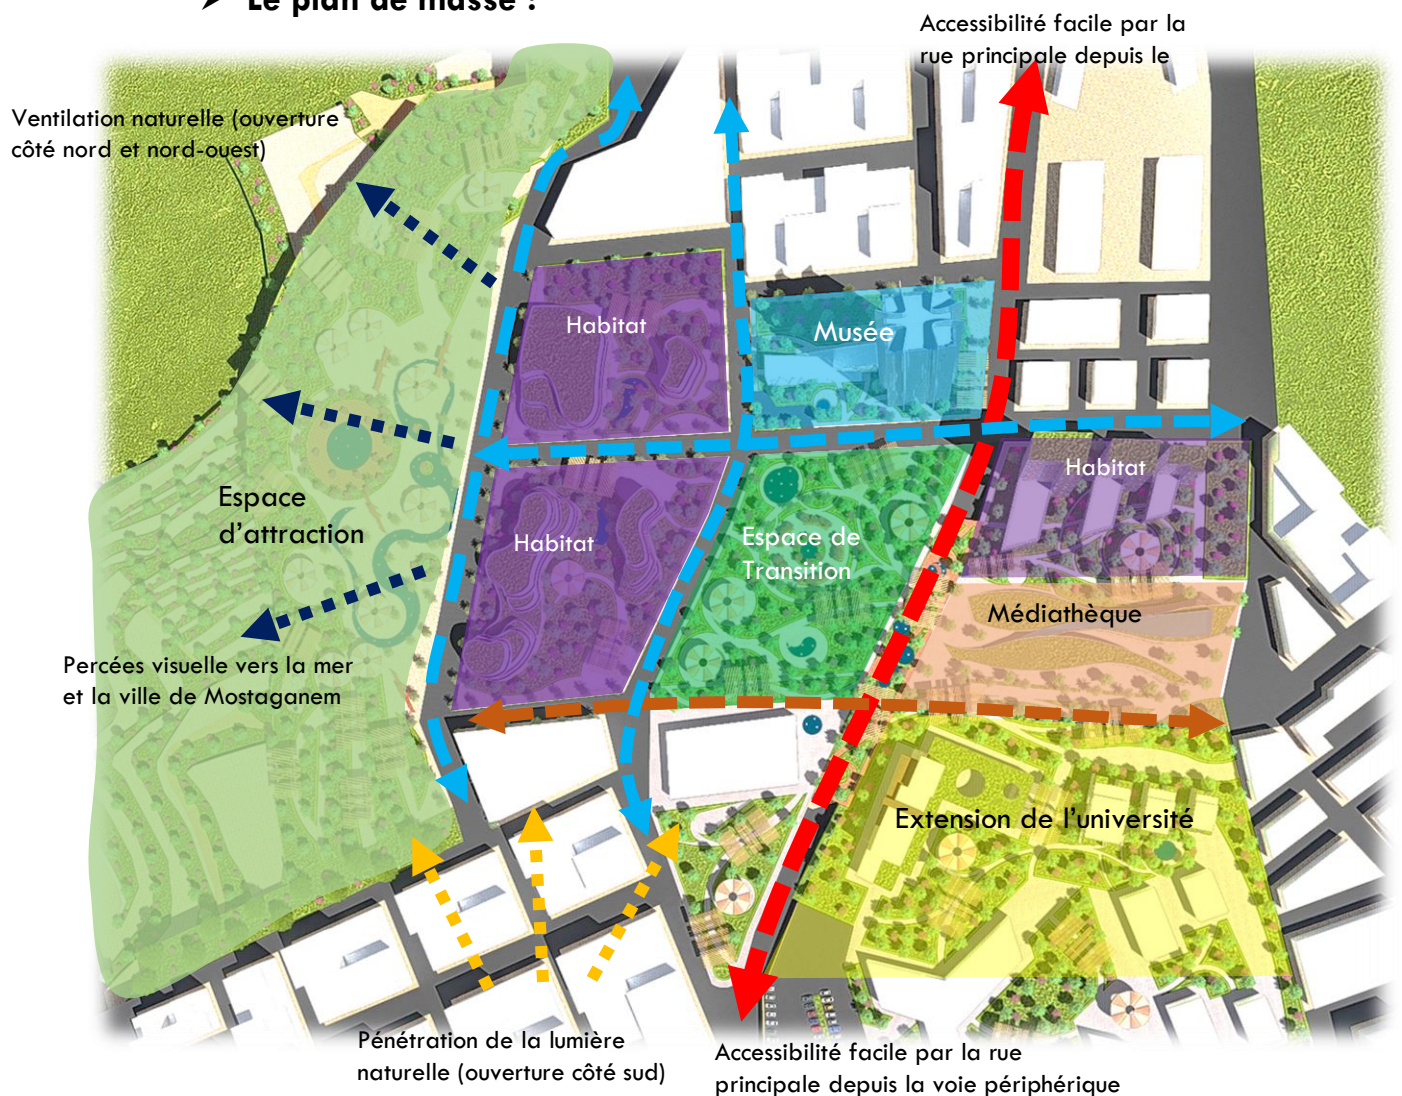 ➤ Le plan de masse :
Accessibilité facile par la
rue principale depuis le
Ventilation naturelle (ouverture
côté nord et nord-ouest)
Habitat
Musée
Habitat
Espace
d'attraction
Habitat
Espace de
Transition
Médiathèque
Percées visuelle vers la mer
et la ville de Mostaganem
Extension de l'université
Pénétration de la lumière
naturelle (ouverture côté sud)
Accessibilité facile par la rue
principale depuis la voie périphérique